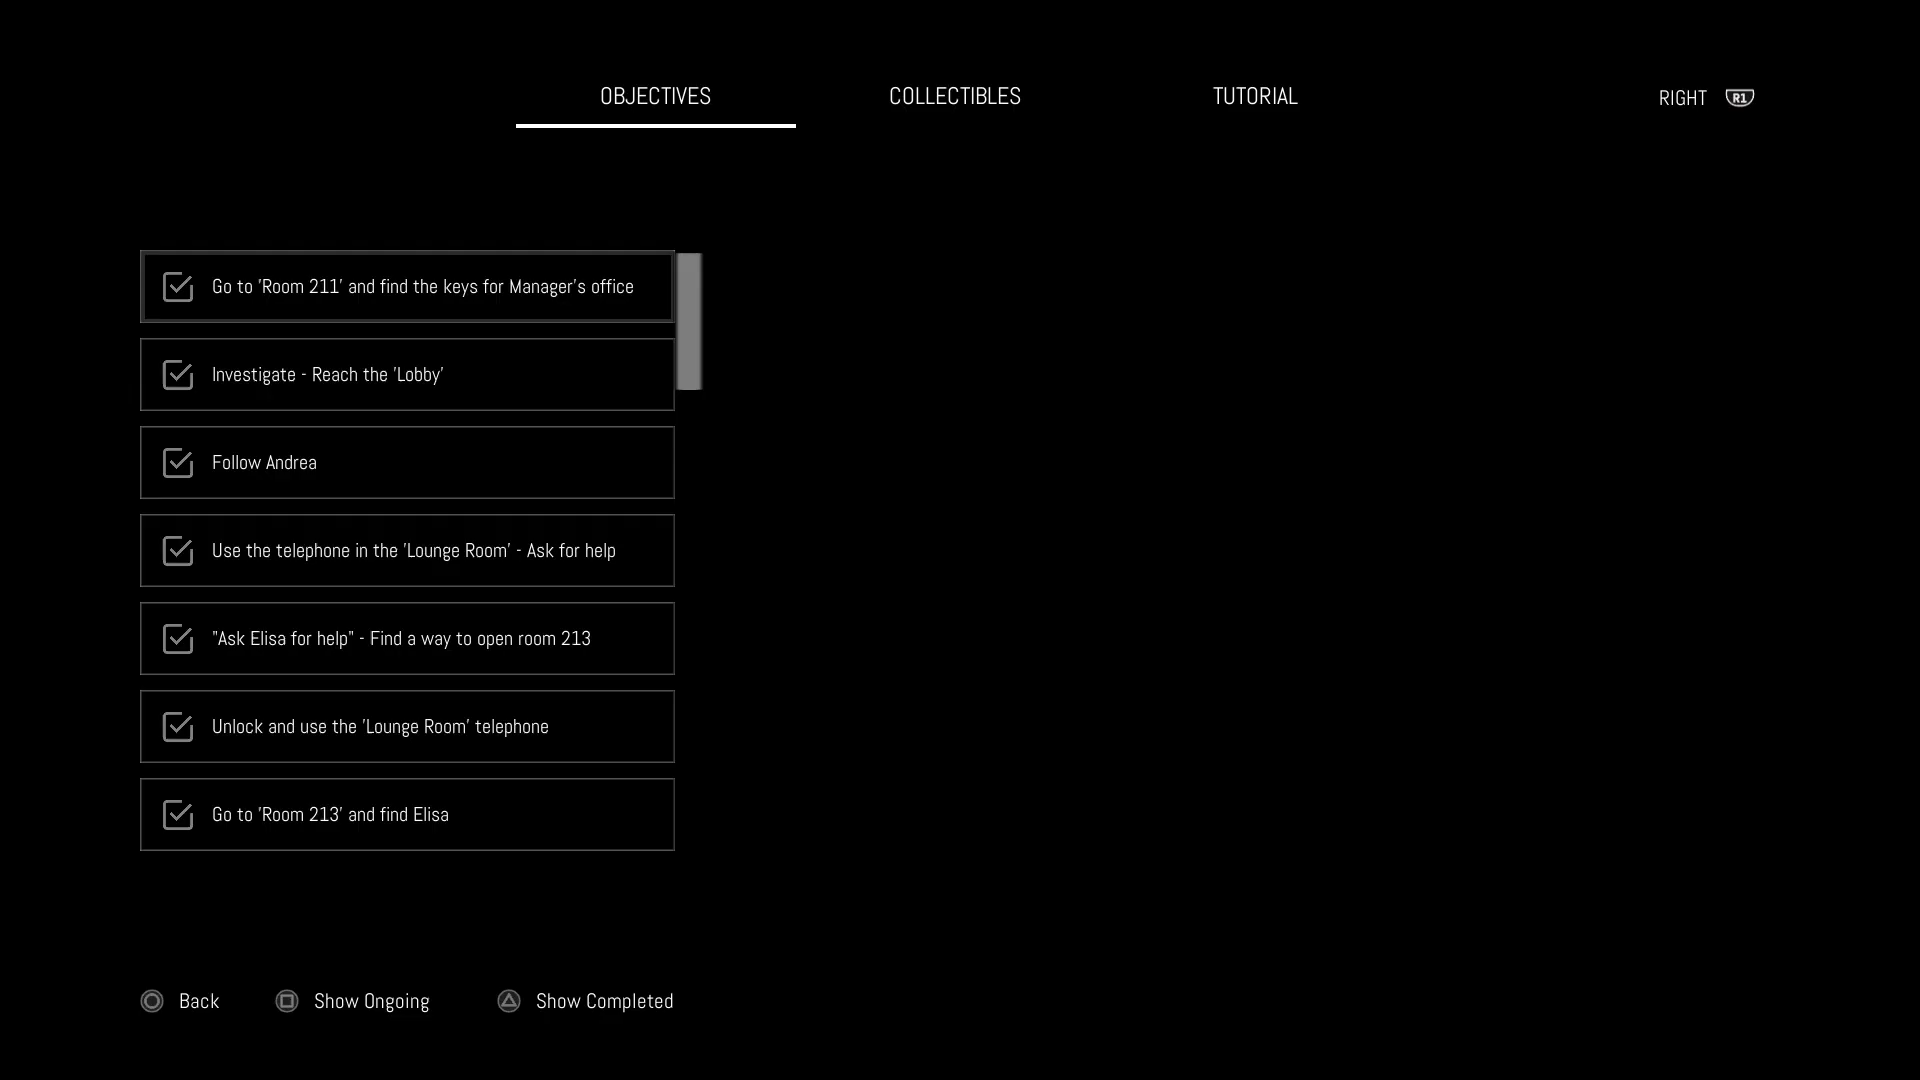 OBJECTIVES
COLLECTIBLES
TUTORIAL
RIGHT R1
Go to 'Room 211' and find the keys for Manager's office
Investigate - Reach the 'Lobby'
Follow Andrea
Use the telephone in the 'Lounge Room' - Ask for help
"Ask Elisa for help" - Find a way to open room 213
Unlock and use the 'Lounge Room' telephone
Go to 'Room 213' and find Elisa
Back
Show Ongoing
Show Completed